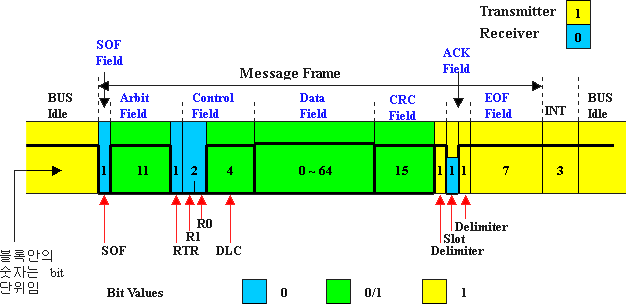 Transmitter 1
Receiver 0
SOF Field
ACK Field
Message Frame
BUS Idle
Arbit Field
Control Field
Data Field
CRC Field
EOF Field
INT
BUS Idle
1 11 1 2 4 0 ~ 64 15 1 1 1 7 3
SOF
RTR
R1
R0
DLC
Delimiter
Slot
Delimiter
블록안의
숫자는 bit
단위임
Bit Values 0 0/1 1